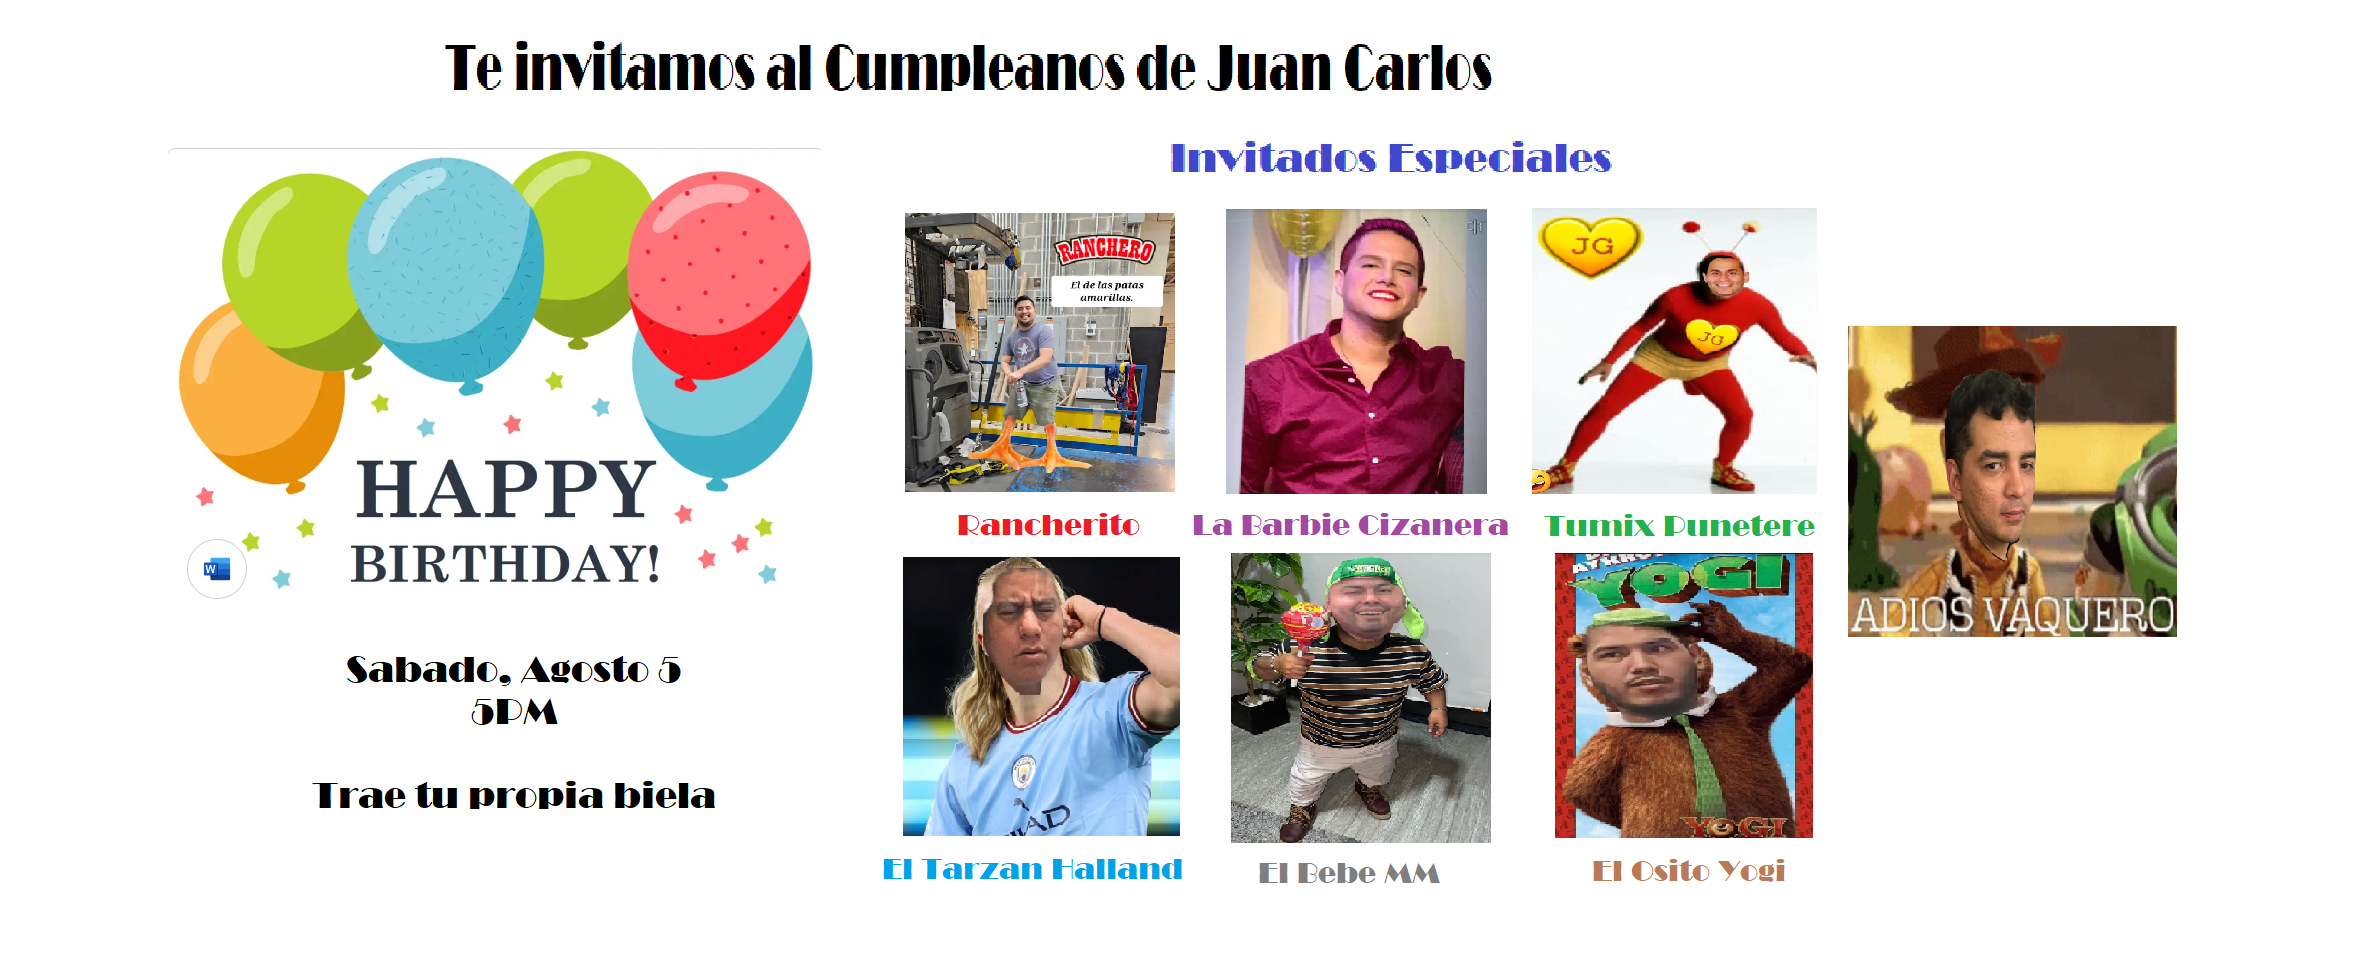 Te invitamos al Cumpleanos de Juan Carlos
Invitados Especiales
HAPPY
BIRTHDAY!
W
Sabado, Agosto 5
5PM
Trae tu propia biela
RANCHERO
El de las patas
amarillas.
JG
JG
Rancherito
La Barbie Cizanera
Tumix Punetere
ADIOS VAQUERO
YOGI
YOGI
El Tarzan Halland
El Bebe MM
El Osito Yogi